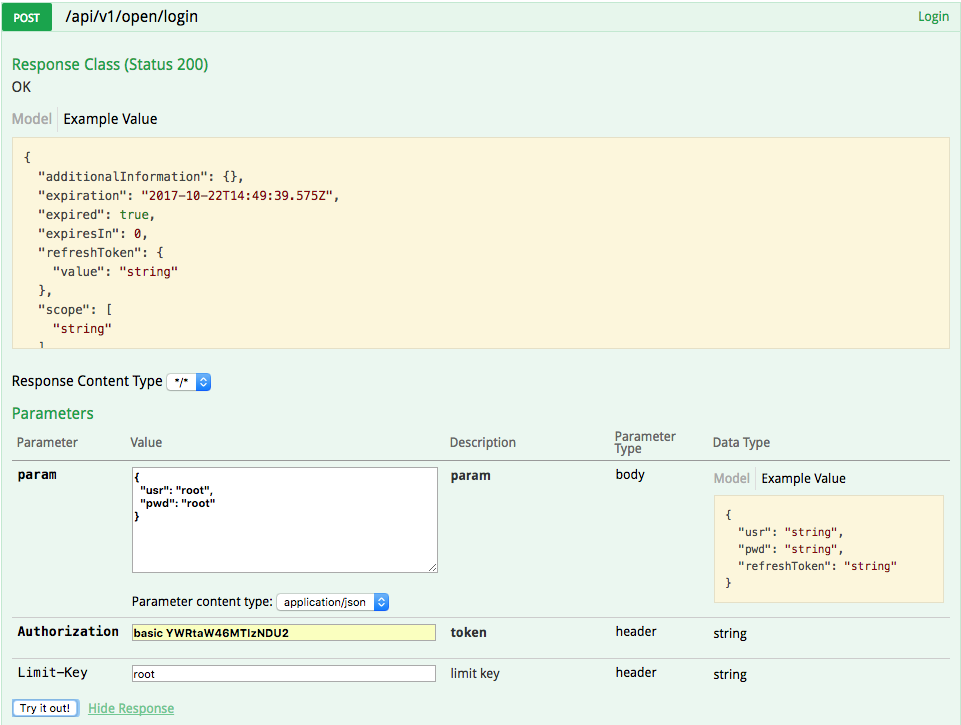 POST /api/v1/open/login Login
Response Class (Status 200)
OK
Model Example Value
{
"additionalInformation": {},
"expiration": "2017-10-22T14:49:39.575Z",
"expired": true,
"expiresIn": 0,
"refreshToken": {
"value": "string"
},
"scope": [
"string"
]
Response Content Type */*
Parameters
Parameter Value Description Parameter Type Data Type
param
{
"usr": "root",
"pwd": "root"
}
param body
Model Example Value
{
"usr": "string",
"pwd": "string",
"refreshToken": "string"
}
Parameter content type: application/json
Authorization basic YWRtaW46MTIzNDU2 token header string
Limit-Key root limit key header string
Try it out! Hide Response